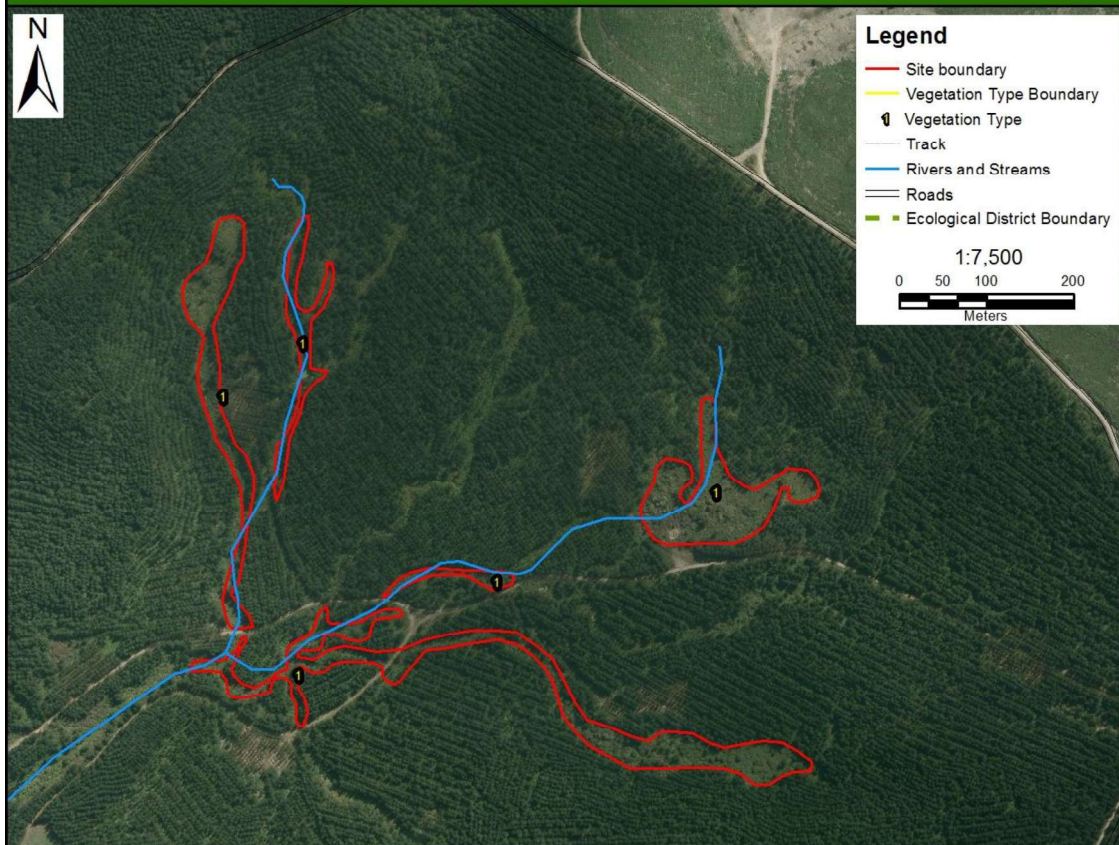 N
Legend
Site boundary
Vegetation Type Boundary
1 Vegetation Type
Track
Rivers and Streams
Roads
Ecological District Boundary
1:7,500
0 50 100 200
Meters
1
1
1
1
1